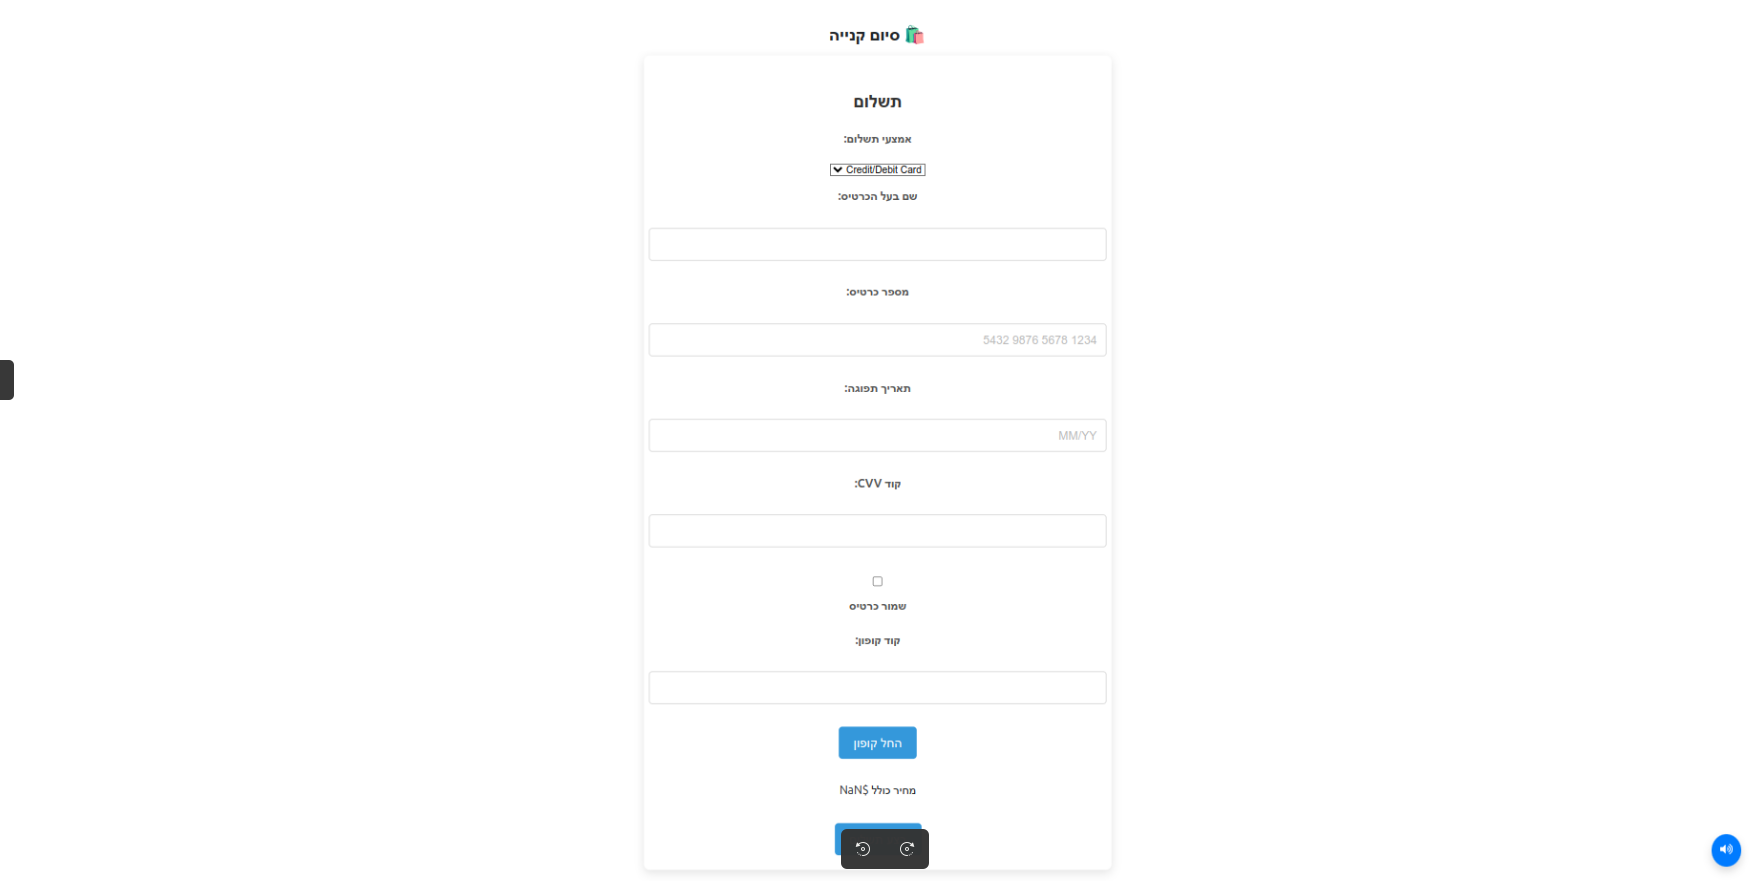 🛍️ סיום קנייה
תשלום
אמצעי תשלום:
Credit/Debit Card
שם בעל הכרטיס:
מספר כרטיס:
5432 9876 5678 1234
תאריך תפוגה:
MM/YY
קוד CVV:
שמור כרטיס
קוד קופון:
החל קופון
מחיר כולל $NaN